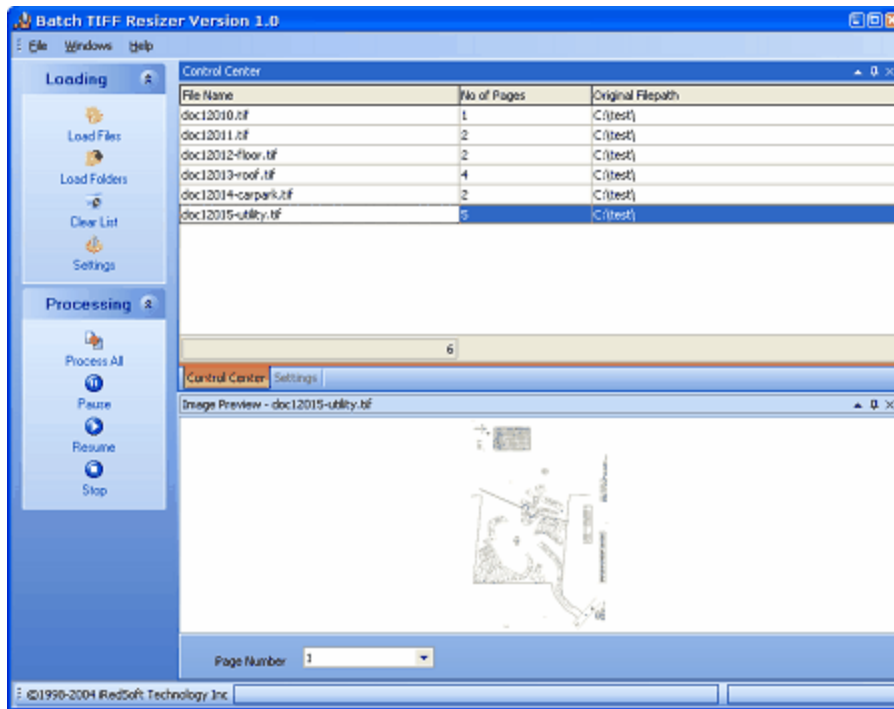 Batch TIFF Resizer Version 1.0
File Windows Help
Loading
Load Files
Load Folders
Clear List
Settings
Processing
Process All
Pause
Resume
Stop
Control Center
File Name No of Pages Original Filepath
doc12010.tif 1 C:\test\
doc12011.tif 2 C:\test\
doc12012-floor.tif 2 C:\test\
doc12013-roof.tif 4 C:\test\
doc12014-carpark.tif 2 C:\test\
doc12015-utility.tif 5 C:\test\
6
Control Center Settings
Image Preview - doc12015-utility.tif
Page Number 1
©1998-2004 iRedSoft Technology Inc